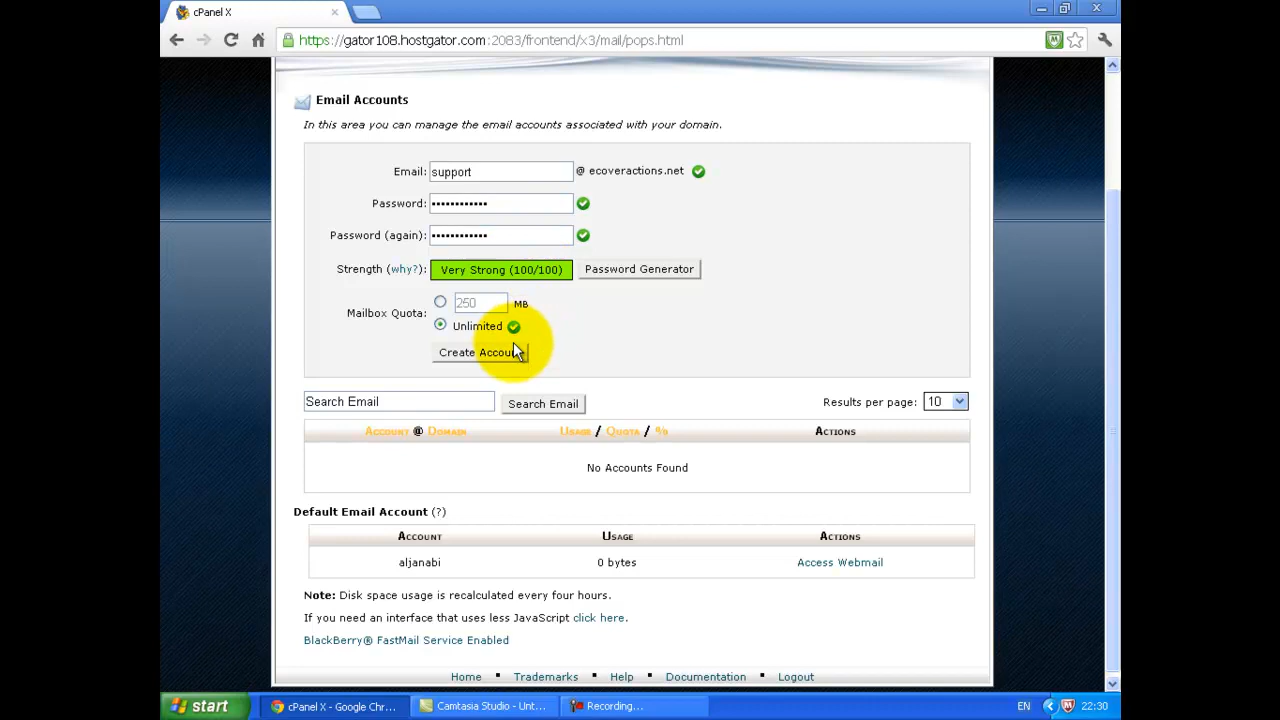 cPanel X
https://gator108.hostgator.com:2083/frontend/x3/mail/pops.html
Email Accounts
In this area you can manage the email accounts associated with your domain.
Email: support @ ecoveractions.net
Password: ••••••••••••
Password (again): ••••••••••••
Strength (why?): Very Strong (100/100) Password Generator
Mailbox Quota: 250 MB
Unlimited
Create Account
Search Email Search Email Results per page: 10
Account @ Domain Usage / Quota / % Actions
No Accounts Found
Default Email Account (?)
Account Usage Actions
aljanabi 0 bytes Access Webmail
Note: Disk space usage is recalculated every four hours.
If you need an interface that uses less JavaScript click here.
BlackBerry® FastMail Service Enabled
Home ▪ Trademarks ▪ Help ▪ Documentation ▪ Logout
start cPanel X - Google Chr... Camtasia Studio - Unt... Recording... EN 22:30